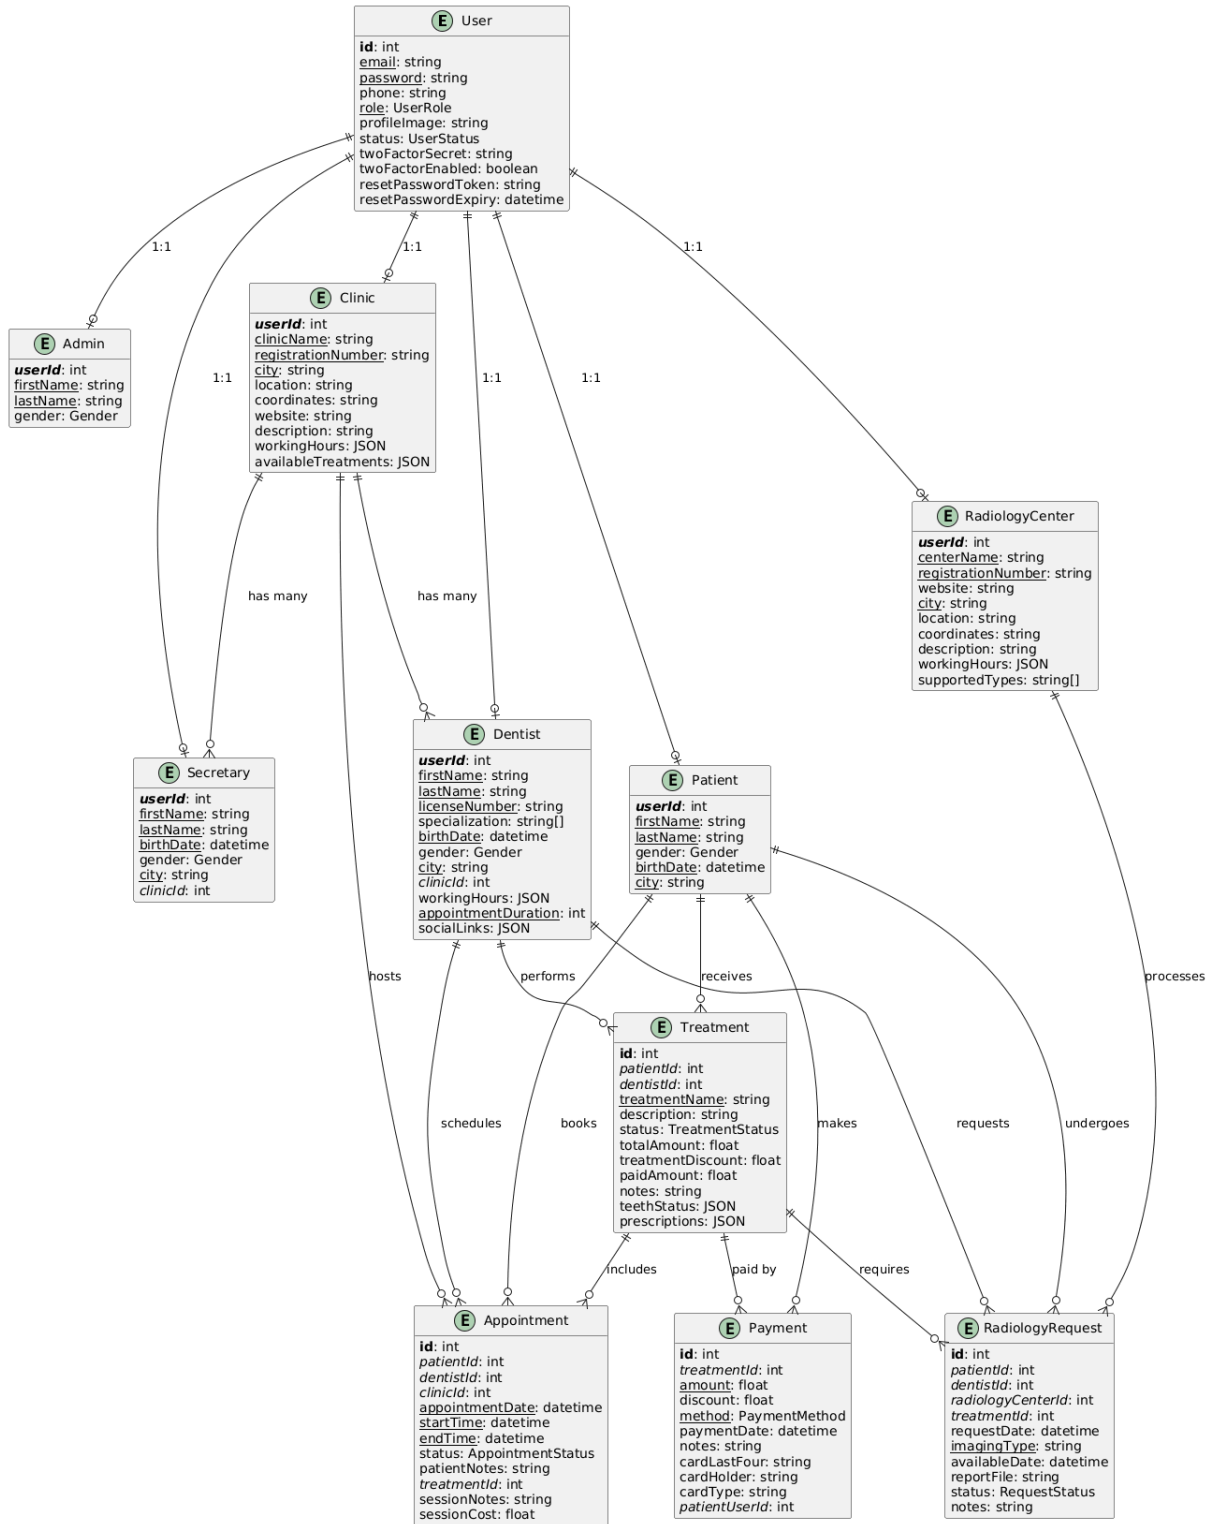 E User
id: int
email: string
password: string
phone: string
role: UserRole
profileImage: string
status: UserStatus
twoFactorSecret: string
twoFactorEnabled: boolean
resetPasswordToken: string
resetPasswordExpiry: datetime
1:1
1:1
1:1
E Clinic
userId: int
clinicName: string
registrationNumber: string
city: string
location: string
coordinates: string
website: string
description: string
workingHours: JSON
availableTreatments: JSON
E Admin
userId: int
firstName: string
lastName: string
gender: Gender
1:1
1:1
1:1
E RadiologyCenter
userId: int
centerName: string
registrationNumber: string
website: string
city: string
location: string
coordinates: string
description: string
workingHours: JSON
supportedTypes: string[]
has many
has many
E Dentist
userId: int
firstName: string
lastName: string
licenseNumber: string
specialization: string[]
birthDate: datetime
gender: Gender
city: string
clinicId: int
workingHours: JSON
appointmentDuration: int
socialLinks: JSON
E Secretary
userId: int
firstName: string
lastName: string
birthDate: datetime
gender: Gender
city: string
clinicId: int
E Patient
userId: int
firstName: string
lastName: string
gender: Gender
birthDate: datetime
city: string
hosts
performs
receives
processes
E Treatment
id: int
patientId: int
dentistId: int
treatmentName: string
description: string
status: TreatmentStatus
totalAmount: float
treatmentDiscount: float
paidAmount: float
notes: string
teethStatus: JSON
prescriptions: JSON
schedules
books
makes
requests
undergoes
includes
paid by
requires
E Appointment
id: int
patientId: int
dentistId: int
clinicId: int
appointmentDate: datetime
startTime: datetime
endTime: datetime
status: AppointmentStatus
patientNotes: string
treatmentId: int
sessionNotes: string
sessionCost: float
E Payment
id: int
treatmentId: int
amount: float
discount: float
method: PaymentMethod
paymentDate: datetime
notes: string
cardLastFour: string
cardHolder: string
cardType: string
patientUserId: int
E RadiologyRequest
id: int
patientId: int
dentistId: int
radiologyCenterId: int
treatmentId: int
requestDate: datetime
imagingType: string
availableDate: datetime
reportFile: string
status: RequestStatus
notes: string